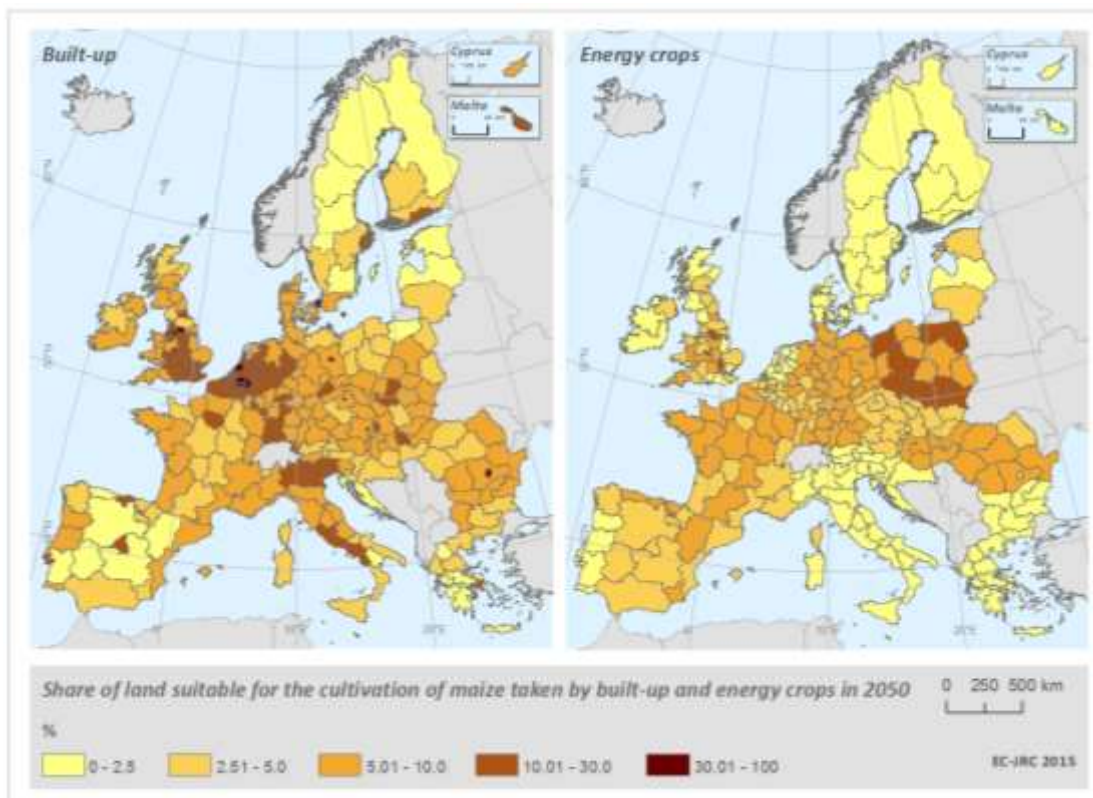 Built-up
Cyprus
Malta
Energy crops
Cyprus
Malta
Share of land suitable for the cultivation of maize taken by built-up and energy crops in 2050
0 250 500 km
%
0 - 2.5
2.51 - 5.0
5.01 - 10.0
10.01 - 30.0
30.01 - 100
EC-JRC 2015